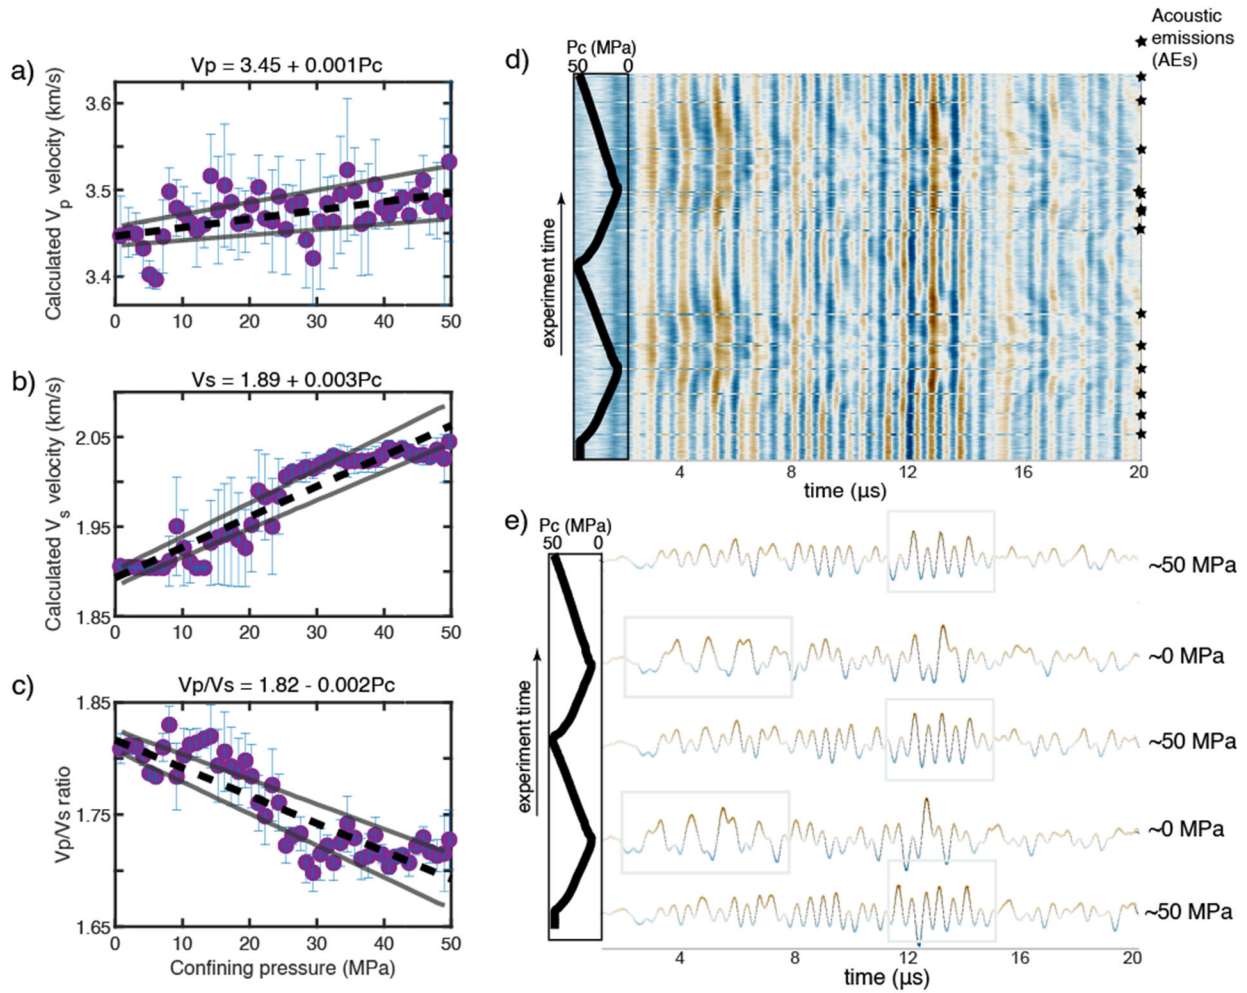 a)
Vp = 3.45 + 0.001Pc
Calculated Vp velocity (km/s)
3.6
3.5
3.4
0 10 20 30 40 50
b)
Vs = 1.89 + 0.003Pc
Calculated Vs velocity (km/s)
2.05
1.95
1.85
0 10 20 30 40 50
c)
Vp/Vs = 1.82 - 0.002Pc
Vp/Vs ratio
1.85
1.75
1.65
0 10 20 30 40 50
Confining pressure (MPa)
d)
Pc (MPa)
50 0
experiment time
Acoustic
emissions
(AEs)
4 8 12 16 20
time (μs)
e)
Pc (MPa)
50 0
experiment time
~50 MPa
~0 MPa
~50 MPa
~0 MPa
~50 MPa
4 8 12 16 20
time (μs)